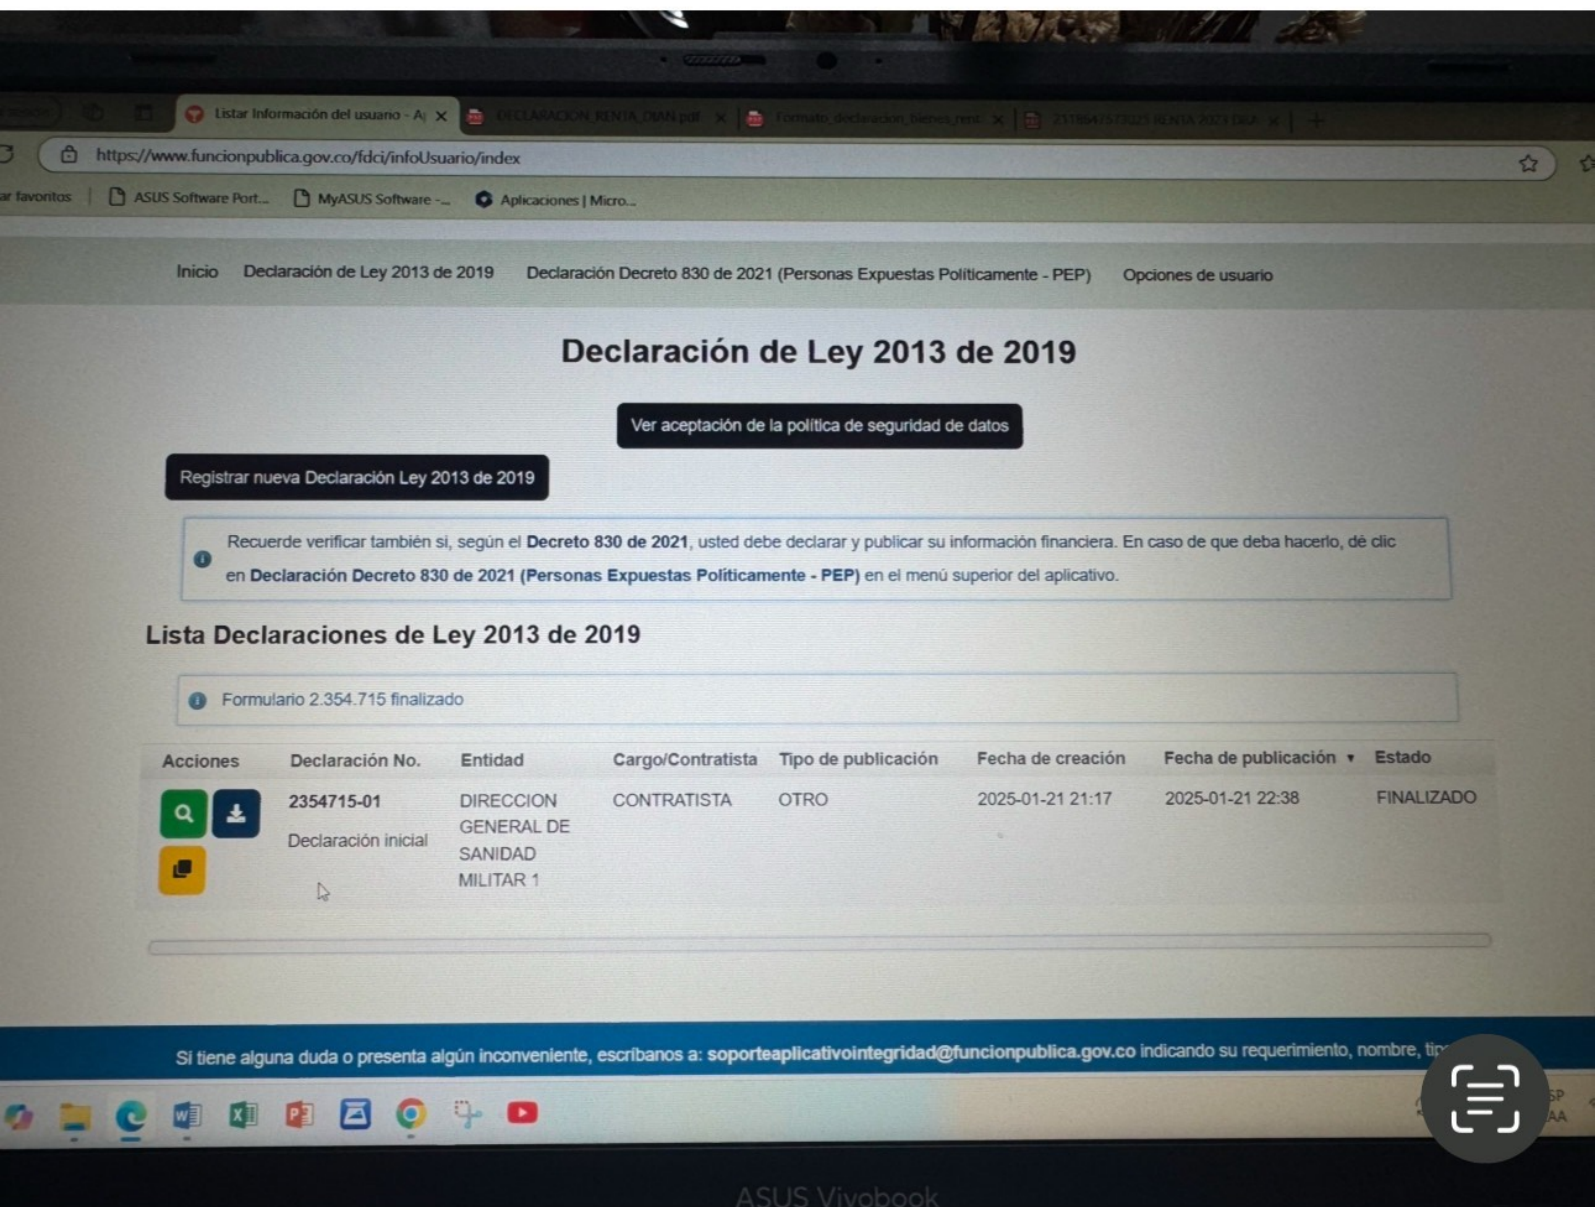 Listar Información del usuario - A
DECLARACION_RENTA_DIAN.pdf
https://www.funcionpublica.gov.co/fdci/infoUsuario/index
ar favoritos
ASUS Software Port...
MyASUS Software -...
Aplicaciones | Micro...
Inicio Declaración de Ley 2013 de 2019 Declaración Decreto 830 de 2021 (Personas Expuestas Políticamente - PEP) Opciones de usuario
Declaración de Ley 2013 de 2019
Ver aceptación de la política de seguridad de datos
Registrar nueva Declaración Ley 2013 de 2019
Recuerde verificar también si, según el Decreto 830 de 2021, usted debe declarar y publicar su información financiera. En caso de que deba hacerlo, dé clic
en Declaración Decreto 830 de 2021 (Personas Expuestas Políticamente - PEP) en el menú superior del aplicativo.
Lista Declaraciones de Ley 2013 de 2019
Formulario 2.354.715 finalizado
Acciones Declaración No. Entidad Cargo/Contratista Tipo de publicación Fecha de creación Fecha de publicación Estado
2354715-01 DIRECCION CONTRATISTA OTRO 2025-01-21 21:17 2025-01-21 22:38 FINALIZADO
GENERAL DE
Declaración inicial
SANIDAD
MILITAR 1
Si tiene alguna duda o presenta algún inconveniente, escríbanos a: soporteaplicativointegridad@funcionpublica.gov.co indicando su requerimiento, nombre,
SP
AA
ASUS Vivobook